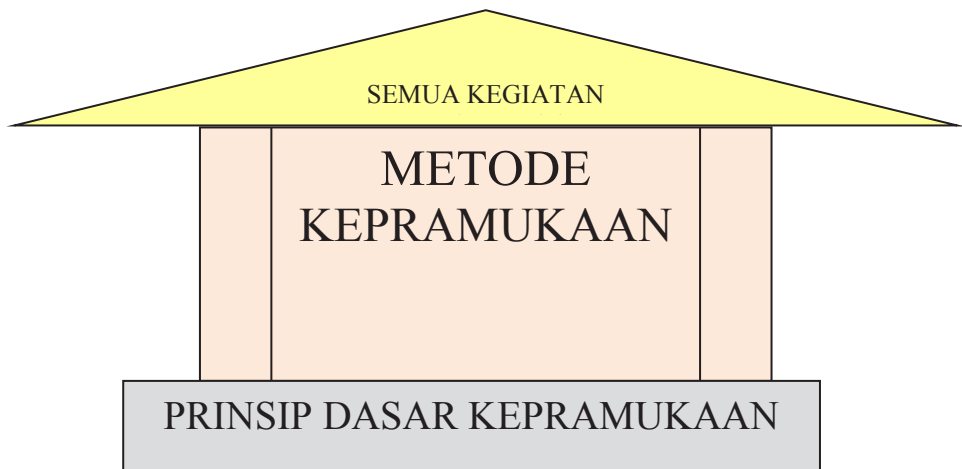 SEMUA KEGIATAN
METODE
KEPRAMUKAAN
PRINSIP DASAR KEPRAMUKAAN